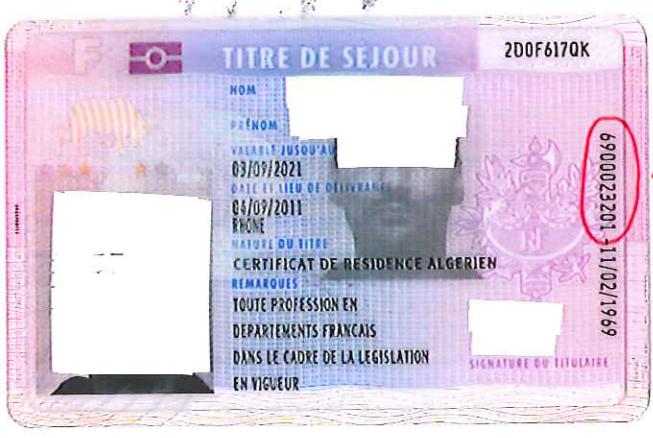 F
TITRE DE SEJOUR
2D0F617QK
NOM
PRÉNOM
VALABLE JUSQU'AU
03/09/2021
DATE ET LIEU DE DÉLIVRANCE
04/09/2011
RHONE
NATURE DU TITRE
CERTIFICAT DE RESIDENCE ALGERIEN
REMARQUES
TOUTE PROFESSION EN
DEPARTEMENTS FRANCAIS
DANS LE CADRE DE LA LEGISLATION
EN VIGUEUR
SIGNATURE DU TITULAIRE
6900023201 -11/02/1969